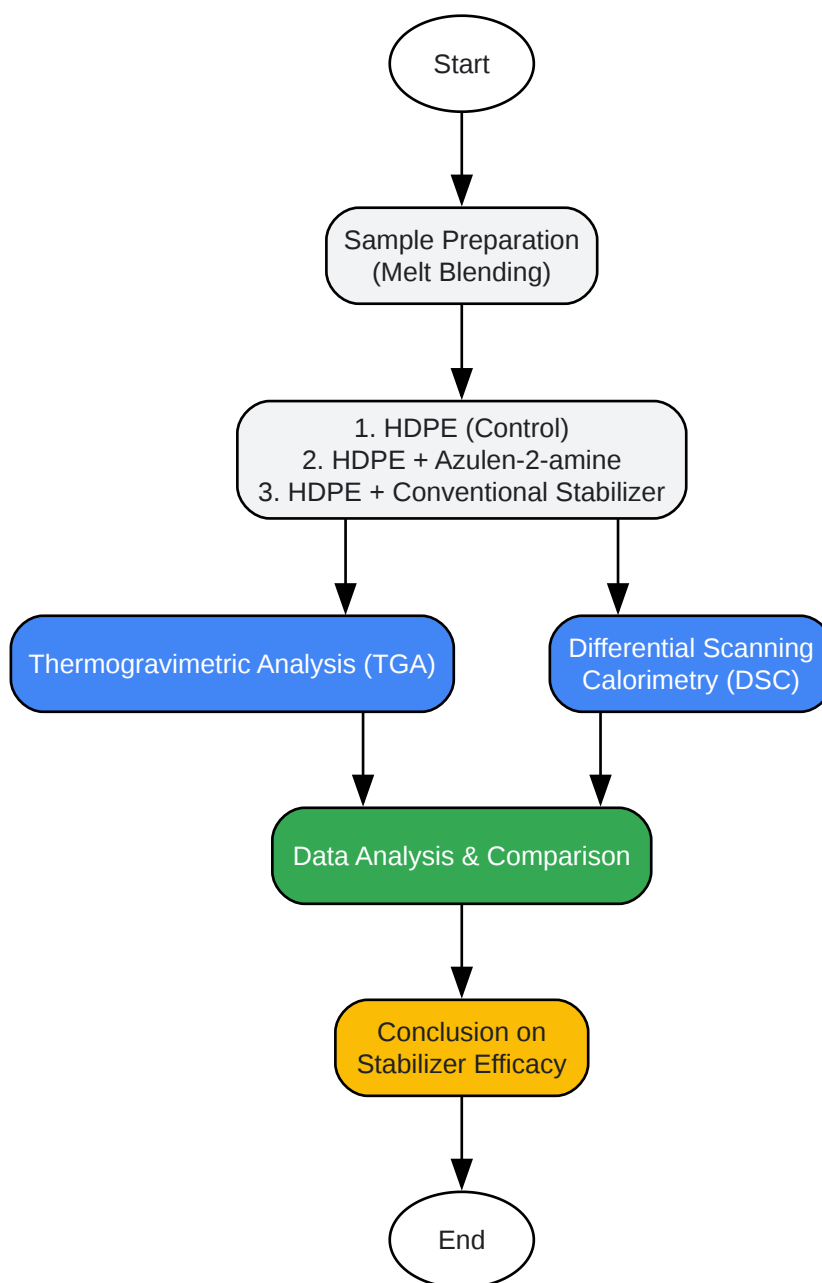 Start
Sample Preparation
(Melt Blending)
1. HDPE (Control)
2. HDPE + Azulen-2-amine
3. HDPE + Conventional Stabilizer
Thermogravimetric Analysis (TGA)
Differential Scanning
Calorimetry (DSC)
Data Analysis & Comparison
Conclusion on
Stabilizer Efficacy
End